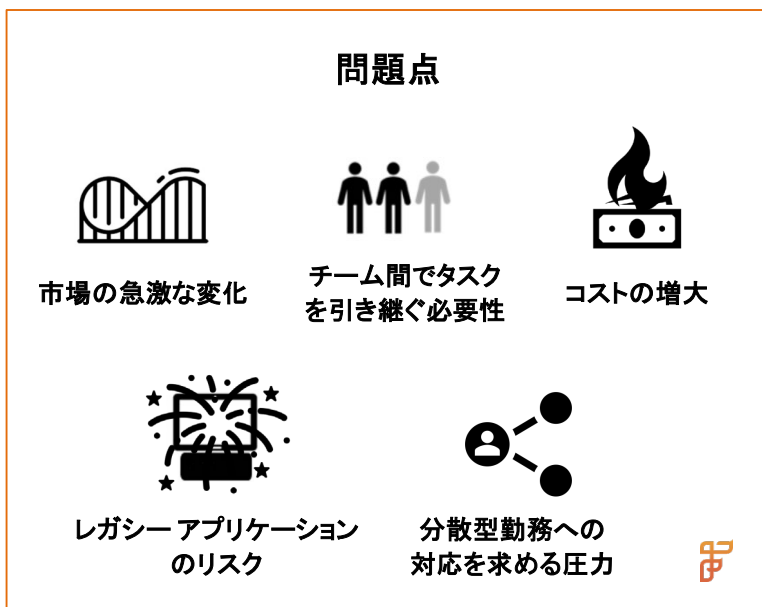 問題点
市場の急激な変化
チーム間でタスク
を引き継ぐ必要性
コストの増大
レガシー アプリケーション
のリスク
分散型勤務への
対応を求める圧力